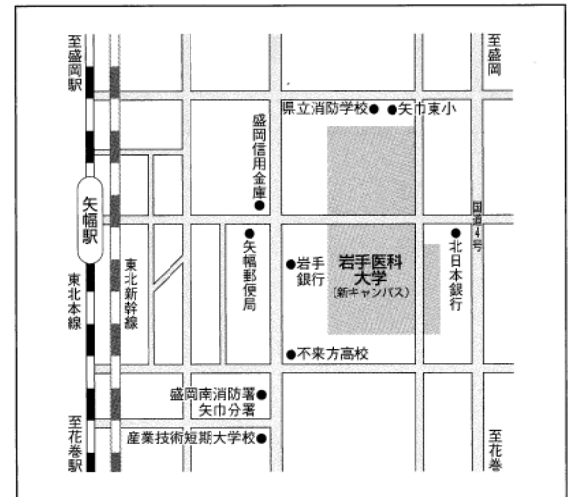 至盛岡駅
至盛岡
県立消防学校
矢巾東小
盛岡信用金庫
矢幅駅
国道4号
矢幅郵便局
岩手
銀行
岩手医科
大学
(新キャンパス)
北日本銀行
東北本線
東北新幹線
不来方高校
盛岡南消防署
矢巾分署
産業技術短期大学校
至花巻駅
至花巻